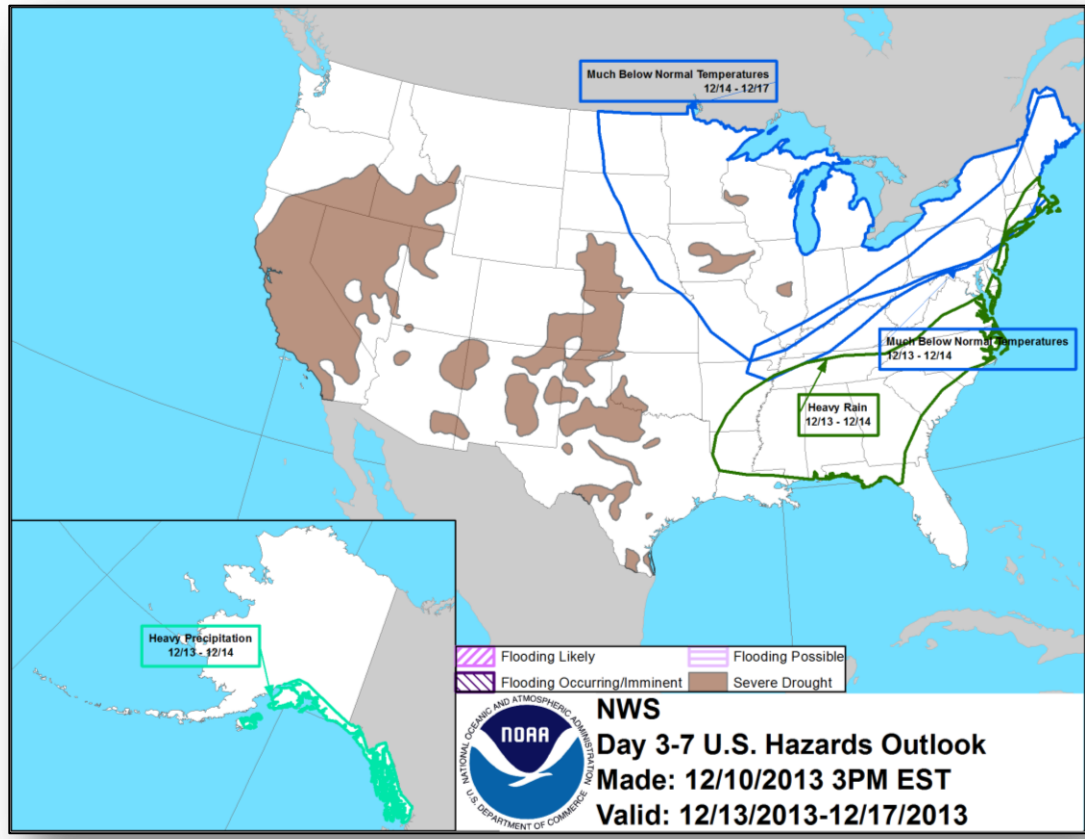 Much Below Normal Temperatures
12/14 - 12/17
Much Below Normal Temperatures
12/13 - 12/14
Heavy Rain
12/13 - 12/14
Heavy Precipitation
12/13 - 12/14
Flooding Likely
Flooding Possible
Flooding Occurring/Imminent
Severe Drought
NATIONAL OCEANIC AND ATMOSPHERIC ADMINISTRATION
NOAA
U.S. DEPARTMENT OF COMMERCE
NWS
Day 3-7 U.S. Hazards Outlook
Made: 12/10/2013 3PM EST
Valid: 12/13/2013-12/17/2013